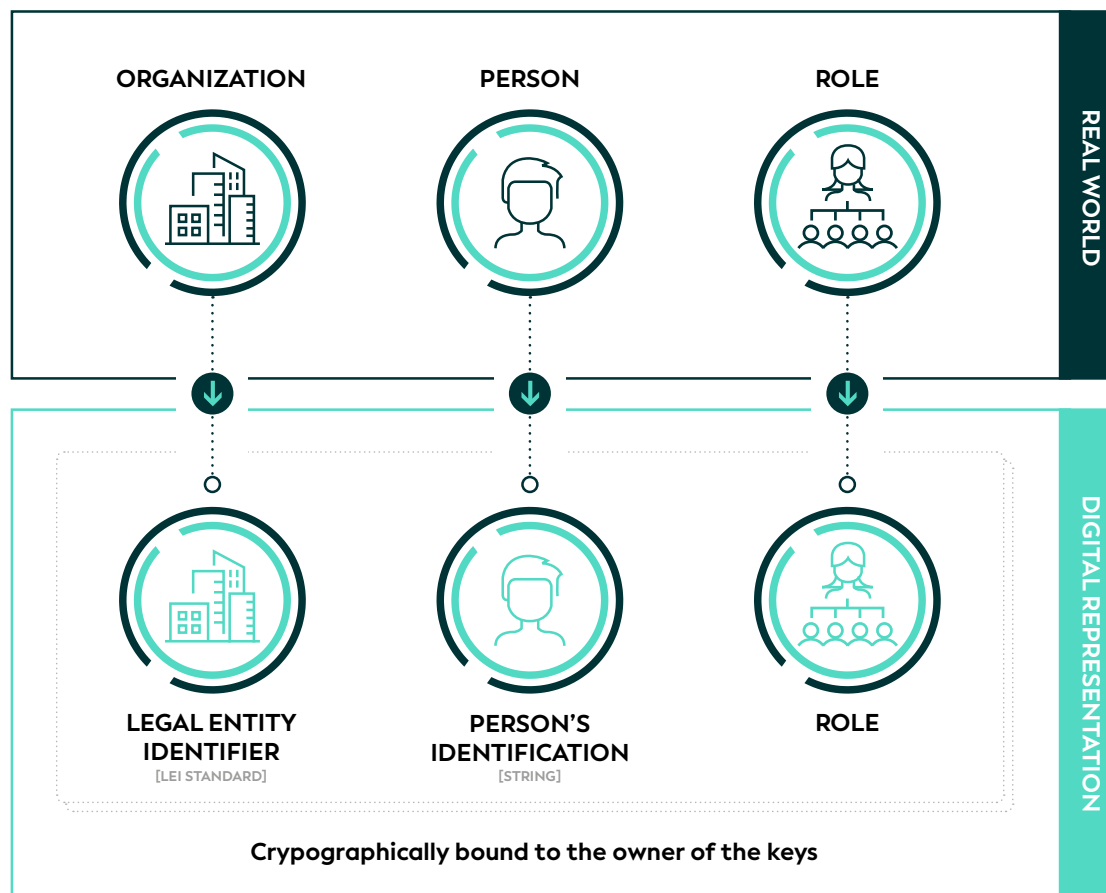 ORGANIZATION
PERSON
ROLE
REAL WORLD
LEGAL ENTITY
IDENTIFIER
[LEI STANDARD]
PERSON'S
IDENTIFICATION
[STRING]
ROLE
DIGITAL REPRESENTATION
Crypographically bound to the owner of the keys